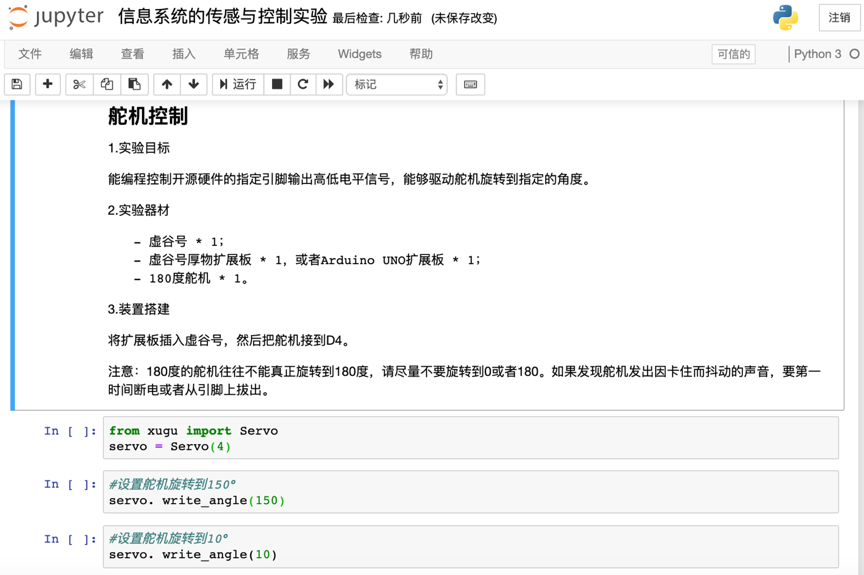 jupyter 信息系统的传感与控制实验 最后检查: 几秒前 (未保存改变)
注销
文件 编辑 查看 插入 单元格 服务 Widgets 帮助 可信的 Python 3
运行 标记
舵机控制
1.实验目标
能编程控制开源硬件的指定引脚输出高低电平信号，能够驱动舵机旋转到指定的角度。
2.实验器材
- 虚谷号 * 1；
- 虚谷号厚物扩展板 * 1，或者Arduino UNO扩展板 * 1；
- 180度舵机 * 1。
3.装置搭建
将扩展板插入虚谷号，然后把舵机接到D4。
注意：180度的舵机往往不能真正旋转到180度，请尽量不要旋转到0或者180。如果发现舵机发出因卡住而抖动的声音，要第一
时间断电或者从引脚上拔出。
In [ ]: from xugu import Servo
servo = Servo(4)
In [ ]: #设置舵机旋转到150°
servo. write_angle(150)
In [ ]: #设置舵机旋转到10°
servo. write_angle(10)